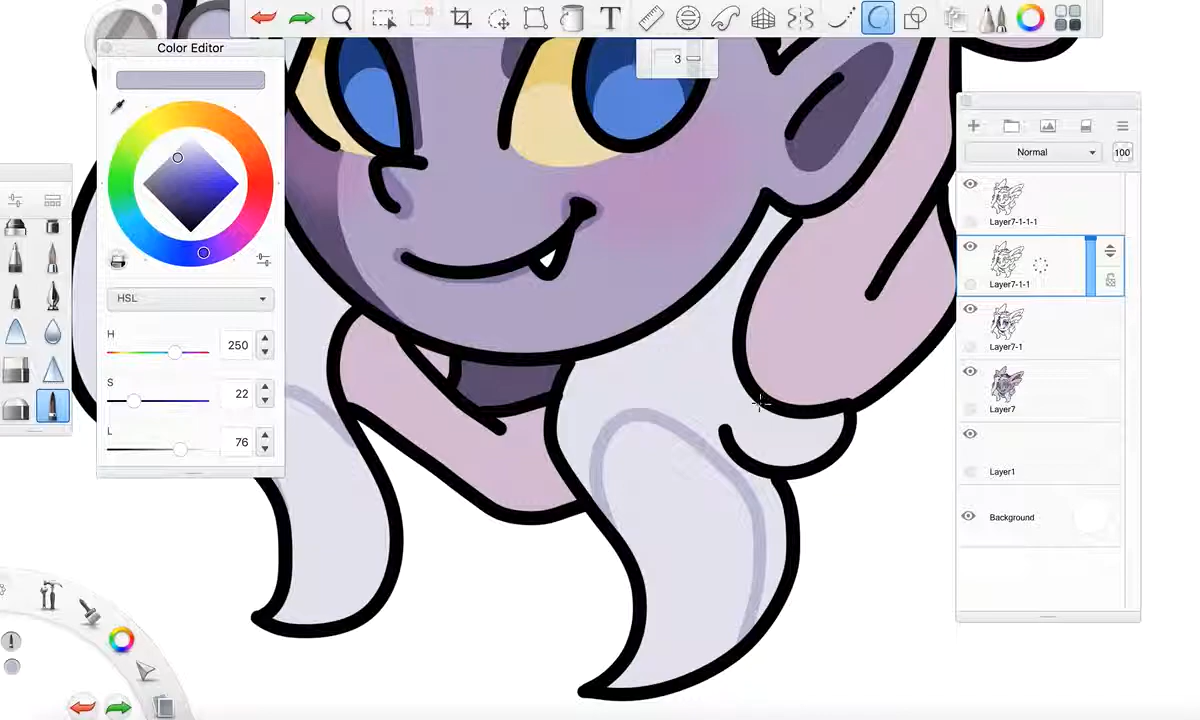 T
Color Editor
3
HSL
H
250
S
22
L
76
Normal
100
Layer7-1-1-1
Layer7-1-1
Layer7-1
Layer7
Layer1
Background